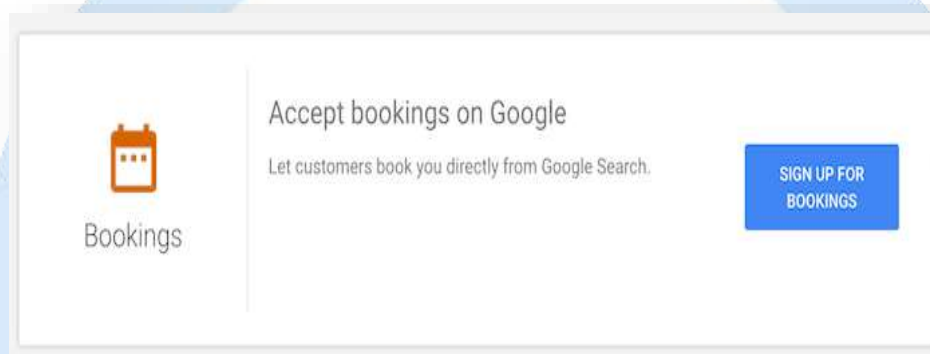 Accept bookings on Google
Let customers book you directly from Google Search.
SIGN UP FOR
BOOKINGS
Bookings